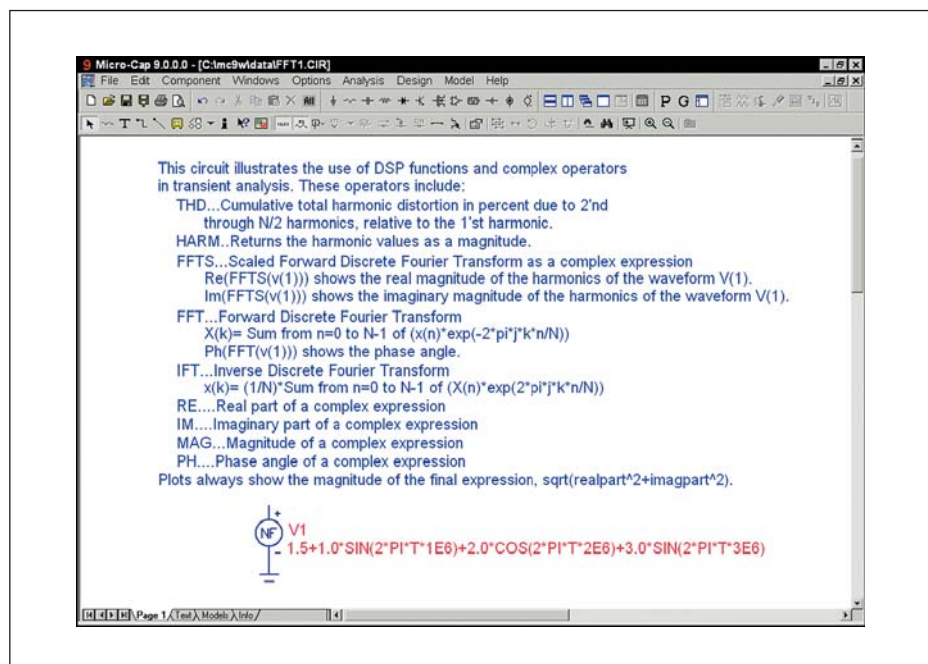 9 Micro-Cap 9.0.0.0 - [C:\mc9w\data\FFT1.CIR]
File Edit Component Windows Options Analysis Design Model Help
P G
T
This circuit illustrates the use of DSP functions and complex operators
in transient analysis. These operators include:
THD...Cumulative total harmonic distortion in percent due to 2'nd
through N/2 harmonics, relative to the 1'st harmonic.
HARM..Returns the harmonic values as a magnitude.
FFTS...Scaled Forward Discrete Fourier Transform as a complex expression
Re(FFTS(v(1))) shows the real magnitude of the harmonics of the waveform V(1).
Im(FFTS(v(1))) shows the imaginary magnitude of the harmonics of the waveform V(1).
FFT...Forward Discrete Fourier Transform
X(k)= Sum from n=0 to N-1 of (x(n)*exp(-2*pi*j*k*n/N))
Ph(FFT(v(1))) shows the phase angle.
IFT...Inverse Discrete Fourier Transform
x(k)= (1/N)*Sum from n=0 to N-1 of (X(n)*exp(2*pi*j*k*n/N))
RE....Real part of a complex expression
IM....Imaginary part of a complex expression
MAG...Magnitude of a complex expression
PH....Phase angle of a complex expression
Plots always show the magnitude of the final expression, sqrt(realpart^2+imagpart^2).
+
NF V1
- 1.5+1.0*SIN(2*PI*T*1E6)+2.0*COS(2*PI*T*2E6)+3.0*SIN(2*PI*T*3E6)
Page 1 Text Models Info